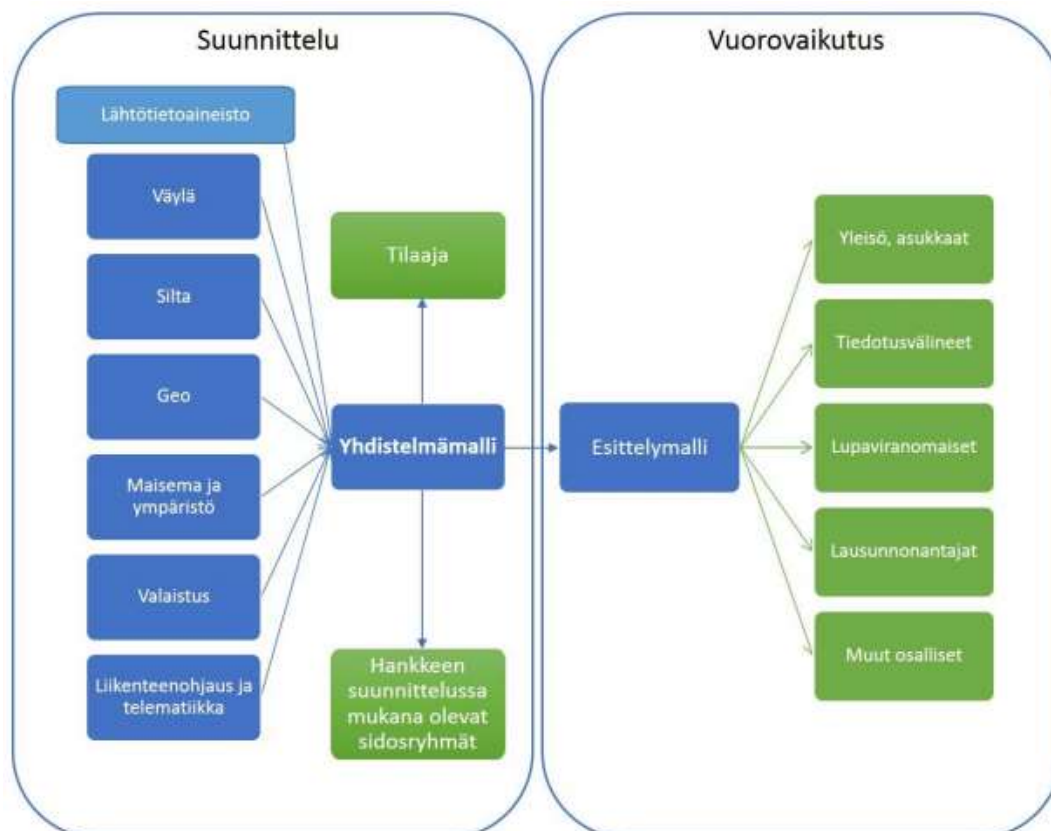 Suunnittelu
Lähtötietoaineisto
Väylä
Silta
Geo
Maisema ja
ympäristö
Valaistus
Liikenteenohjaus ja
telematiikka
Tilaaja
Yhdistelmämalli
Hankkeen
suunnittelussa
mukana olevat
sidosryhmät
Vuorovaikutus
Esittelymalli
Yleisö, asukkaat
Tiedotusvälineet
Lupaviranomaiset
Lausunnonantajat
Muut osalliset